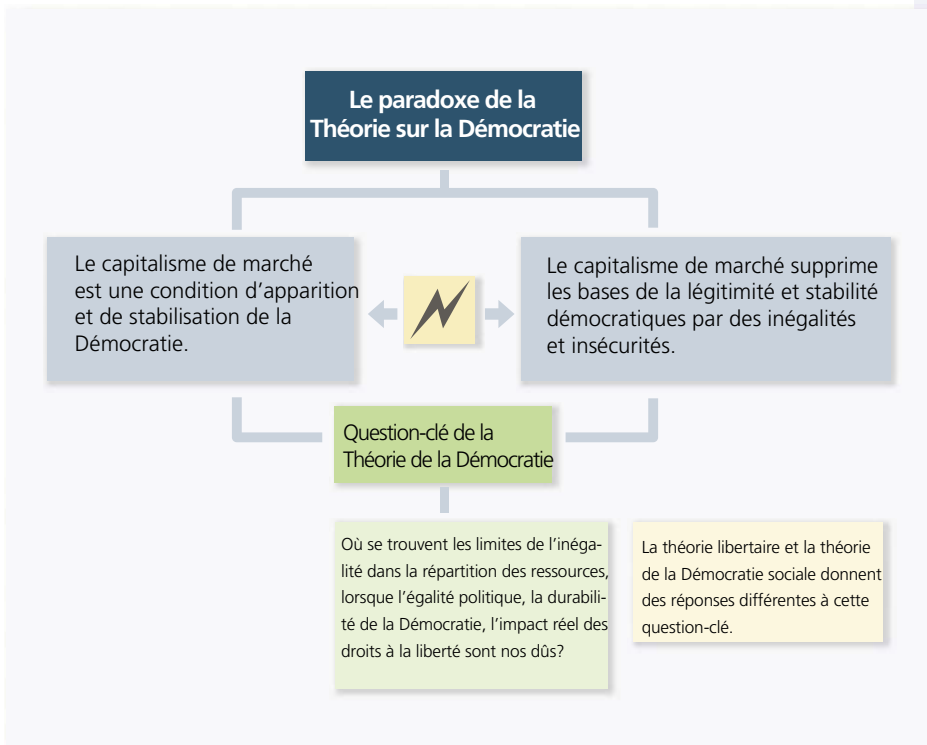 Le paradoxe de la
Théorie sur la Démocratie
Le capitalisme de marché
est une condition d’apparition
et de stabilisation de la
Démocratie.
Le capitalisme de marché supprime
les bases de la légitimité et stabilité
démocratiques par des inégalités
et insécurités.
Question-clé de la
Théorie de la Démocratie
Où se trouvent les limites de l’inéga-
lité dans la répartition des ressources,
lorsque l’égalité politique, la durabili-
té de la Démocratie, l’impact réel des
droits à la liberté sont nos dûs?
La théorie libertaire et la théorie
de la Démocratie sociale donnent
des réponses différentes à cette
question-clé.